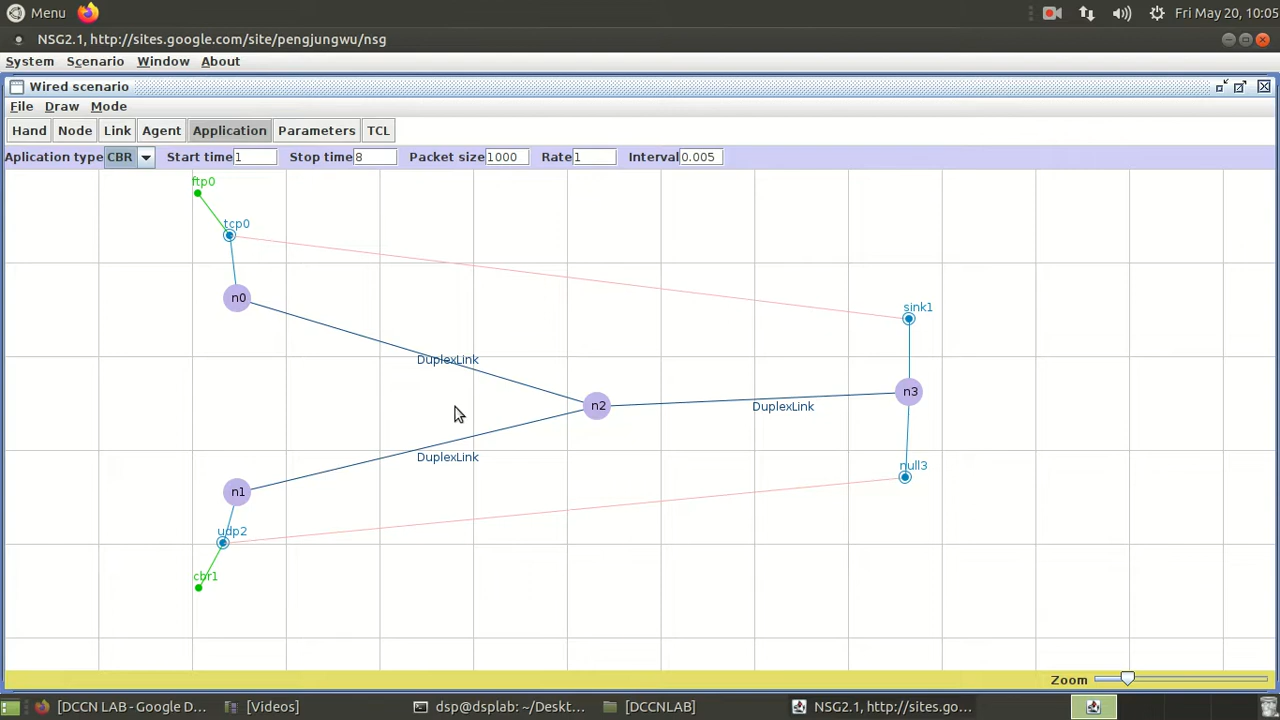 Menu Fri May 20, 10:05
NSG2.1, http://sites.google.com/site/pengjungwu/nsg
System Scenario Window About
Wired scenario
File Draw Mode
Hand Node Link Agent Application Parameters TCL
Aplication type CBR Start time 1 Stop time 8 Packet size 1000 Rate 1 Interval 0.005
ftp0
tcp0
n0
sink1
DuplexLink
n2
DuplexLink
n3
DuplexLink
null3
n1
udp2
cbr1
Zoom
[DCCN LAB - Google D... [Videos] dsp@dsplab: ~/Deskt... [DCCNLAB] NSG2.1, http://sites.go...